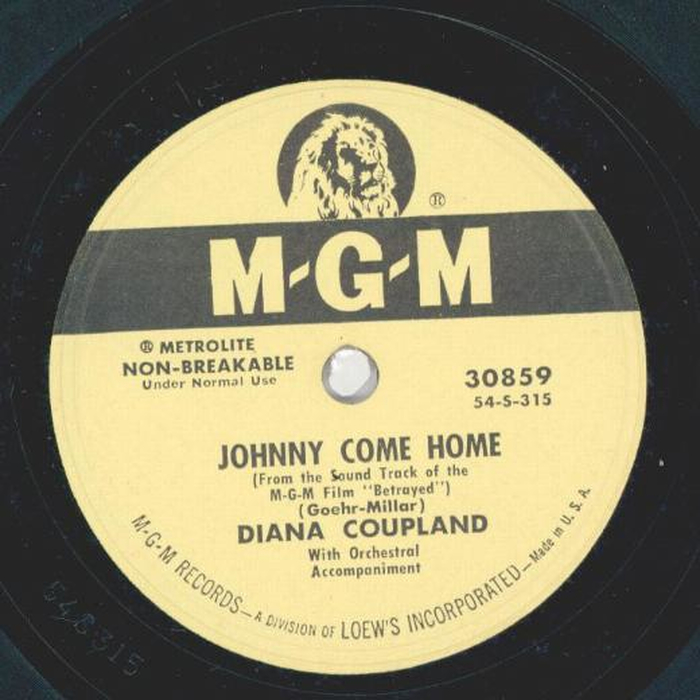 ®
M-G-M
® METROLITE
NON-BREAKABLE
Under Normal Use
30859
54-S-315
JOHNNY COME HOME
(From the Sound Track of the
M-G-M Film "Betrayed")
(Goehr-Millar)
DIANA COUPLAND
With Orchestral
Accompaniment
M-G-M RECORDS—A DIVISION OF LOEW'S INCORPORATED—Made in U. S. A.